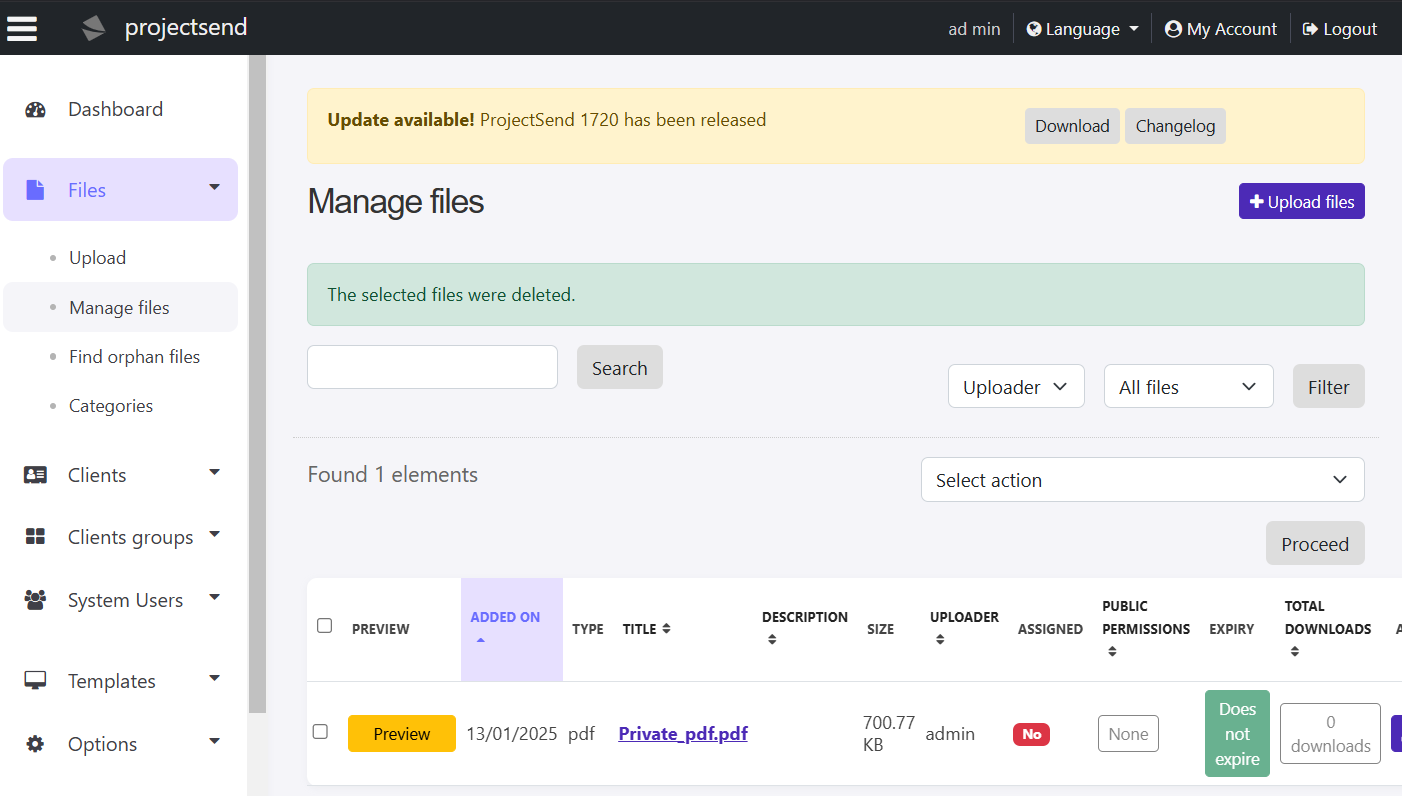 projectsend
ad min
Language
My Account
Logout
Dashboard
Files
Upload
Manage files
Find orphan files
Categories
Clients
Clients groups
System Users
Templates
Options
Update available! ProjectSend 1720 has been released
Download
Changelog
Manage files
Upload files
The selected files were deleted.
Search
Uploader
All files
Filter
Found 1 elements
Select action
Proceed
PREVIEW
ADDED ON
TYPE
TITLE
DESCRIPTION
SIZE
UPLOADER
ASSIGNED
PUBLIC
PERMISSIONS
EXPIRY
TOTAL
DOWNLOADS
A
Preview
13/01/2025
pdf
Private_pdf.pdf
700.77
KB
admin
No
None
Does
not
expire
0
downloads